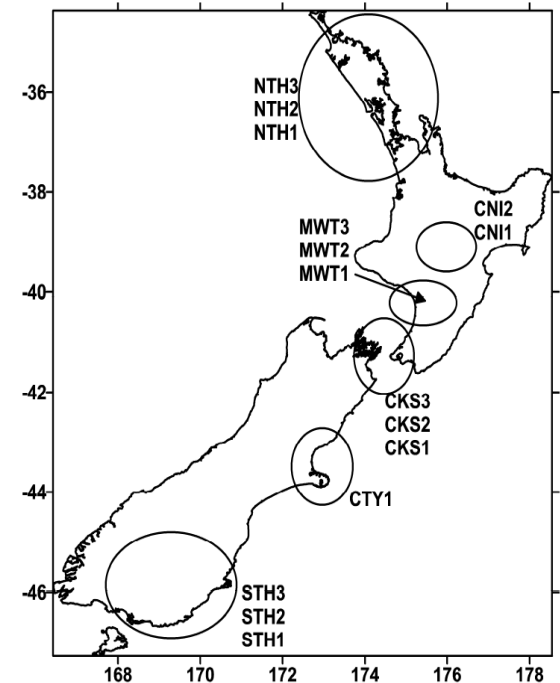 -36
NTH3
NTH2
NTH1
-38
CNI2
CNI1
MWT3
MWT2
MWT1
-40
CKS3
CKS2
CKS1
-42
-44
CTY1
-46
STH3
STH2
STH1
168 170 172 174 176 178